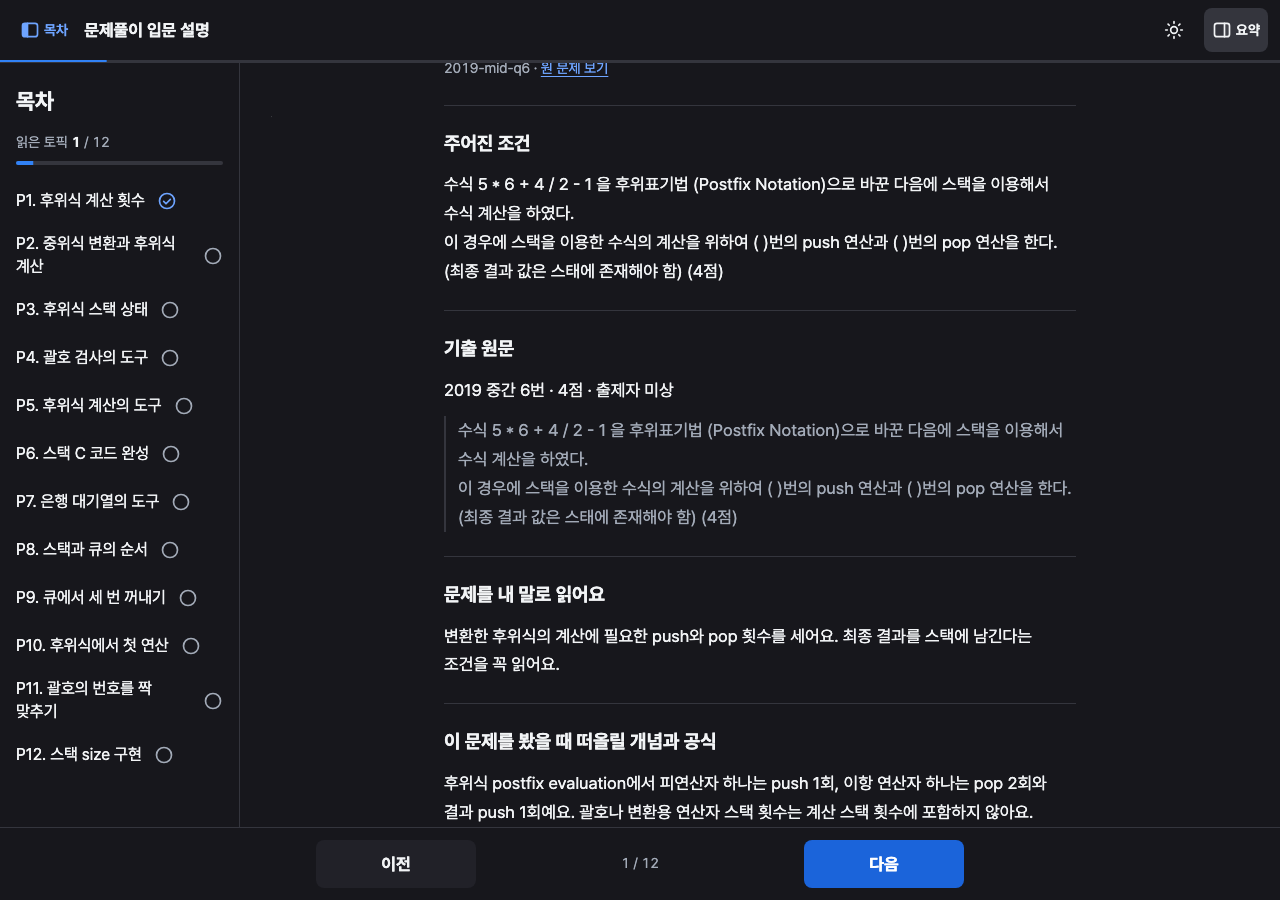 목차
문제풀이 입문 설명
요약
목차
읽은 토픽 1 / 12
P1. 후위식 계산 횟수
P2. 중위식 변환과 후위식
계산
P3. 후위식 스택 상태
P4. 괄호 검사의 도구
P5. 후위식 계산의 도구
P6. 스택 C 코드 완성
P7. 은행 대기열의 도구
P8. 스택과 큐의 순서
P9. 큐에서 세 번 꺼내기
P10. 후위식에서 첫 연산
P11. 괄호의 번호를 짝
맞추기
P12. 스택 size 구현
2019-mid-q6 · 원 문제 보기
주어진 조건
수식 5 * 6 + 4 / 2 - 1 을 후위표기법 (Postfix Notation)으로 바꾼 다음에 스택을 이용해서
수식 계산을 하였다.
이 경우에 스택을 이용한 수식의 계산을 위하여 ( )번의 push 연산과 ( )번의 pop 연산을 한다.
(최종 결과 값은 스태에 존재해야 함) (4점)
기출 원문
2019 중간 6번 · 4점 · 출제자 미상
수식 5 * 6 + 4 / 2 - 1 을 후위표기법 (Postfix Notation)으로 바꾼 다음에 스택을 이용해서
수식 계산을 하였다.
이 경우에 스택을 이용한 수식의 계산을 위하여 ( )번의 push 연산과 ( )번의 pop 연산을 한다.
(최종 결과 값은 스태에 존재해야 함) (4점)
문제를 내 말로 읽어요
변환한 후위식의 계산에 필요한 push와 pop 횟수를 세어요. 최종 결과를 스택에 남긴다는
조건을 꼭 읽어요.
이 문제를 봤을 때 떠올릴 개념과 공식
후위식 postfix evaluation에서 피연산자 하나는 push 1회, 이항 연산자 하나는 pop 2회와
결과 push 1회예요. 괄호나 변환용 연산자 스택 횟수는 계산 스택 횟수에 포함하지 않아요.
이전
1 / 12
다음